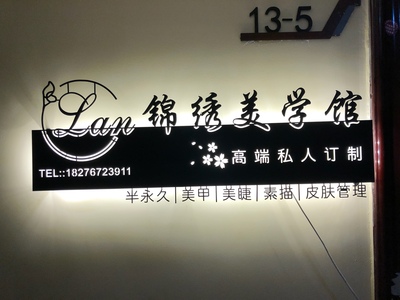 13-5
Lan 锦绣美学馆
高端私人订制
TEL::18276723911
半永久|美甲|美睫|素描|皮肤管理